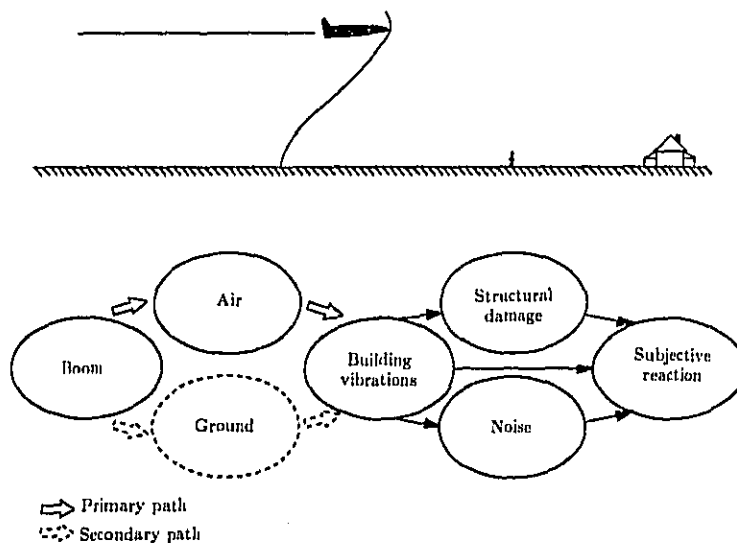 Boom
Air
Ground
Building
vibrations
Structural
damage
Noise
Subjective
reaction
Primary path
Secondary path